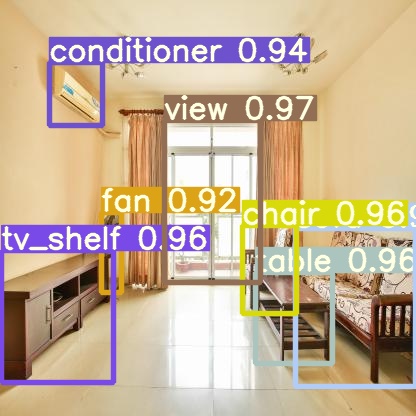 conditioner 0.94
view 0.97
fan 0.92
chair 0.96
tv_shelf 0.96
table 0.96